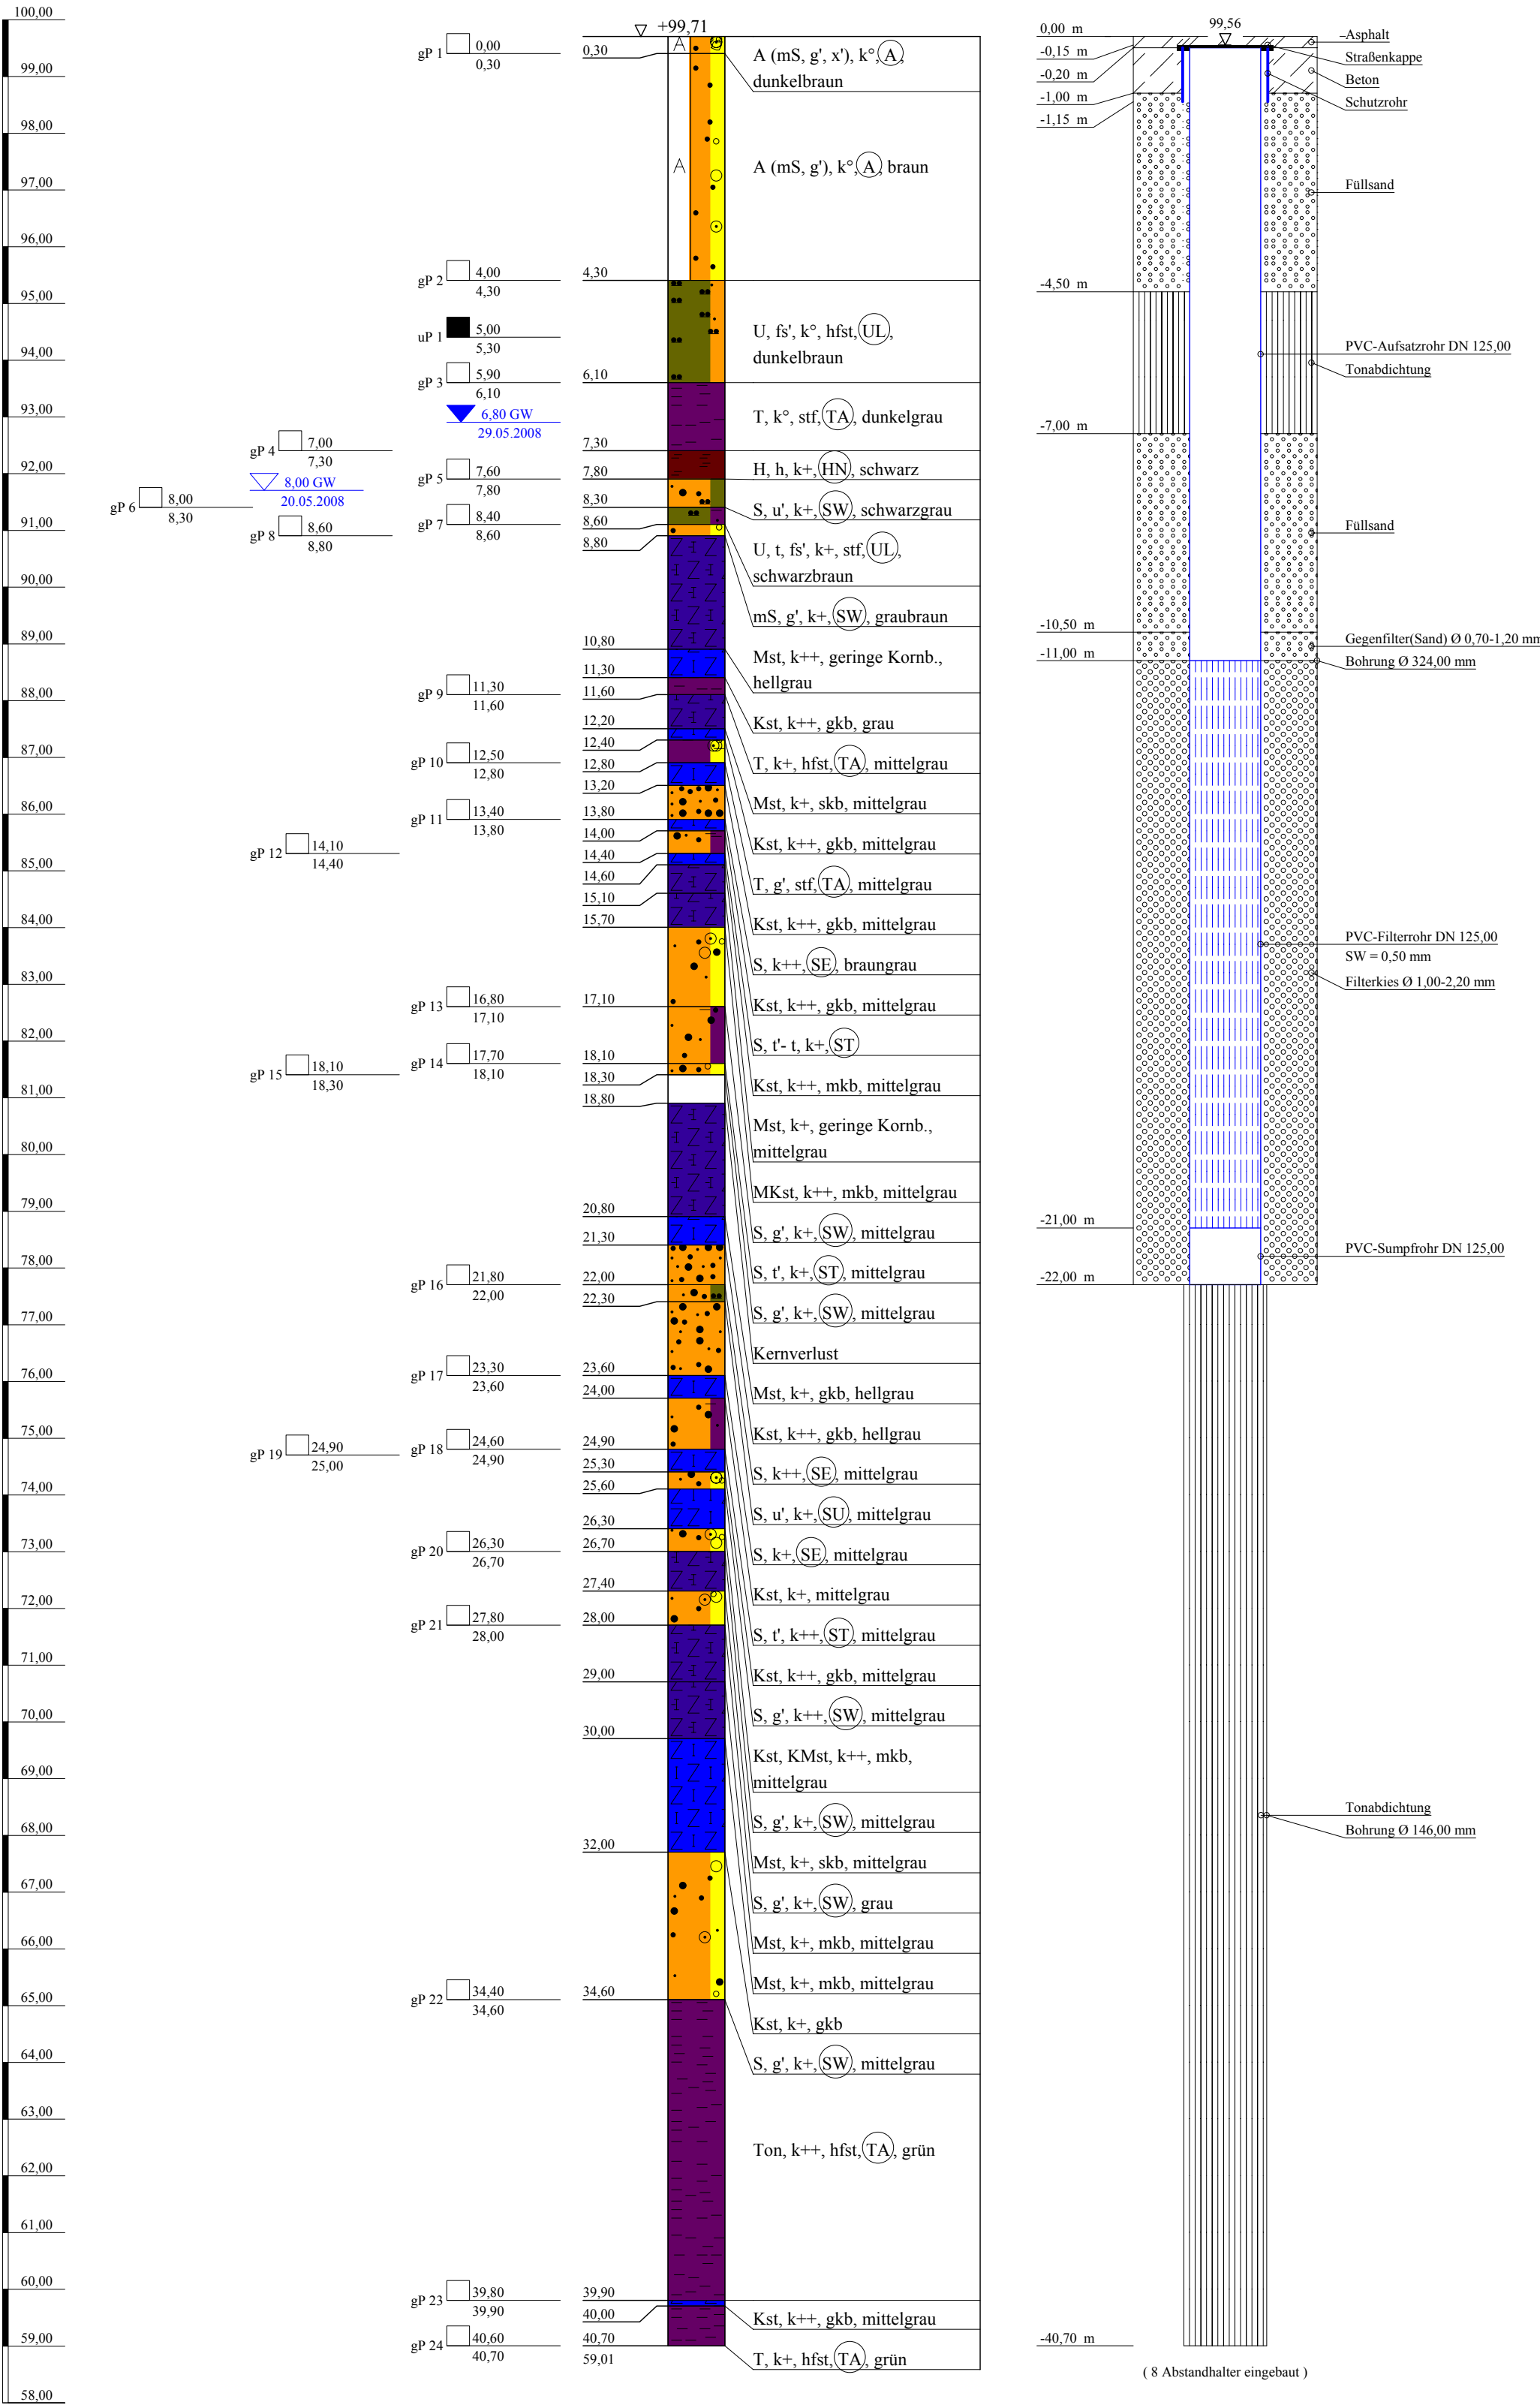 100,00
99,00
98,00
97,00
96,00
95,00
94,00
93,00
92,00
91,00
90,00
89,00
88,00
87,00
86,00
85,00
84,00
83,00
82,00
81,00
80,00
79,00
78,00
77,00
76,00
75,00
74,00
73,00
72,00
71,00
70,00
69,00
68,00
67,00
66,00
65,00
64,00
63,00
62,00
61,00
60,00
59,00
58,00
gP 1 0,00
0,30
gP 2 4,00
4,30
uP 1 5,00
5,30
gP 3 5,90
6,10
6,80 GW
29.05.2008
gP 4 7,00
7,30
gP 5 7,60
7,80
8,00 GW
20.05.2008
gP 6 8,00
8,30
gP 7 8,40
8,60
gP 8 8,60
8,80
gP 9 11,30
11,60
gP 10 12,50
12,80
gP 11 13,40
13,80
gP 12 14,10
14,40
gP 13 16,80
17,10
gP 14 17,70
18,10
gP 15 18,10
18,30
gP 16 21,80
22,00
gP 17 23,30
23,60
gP 18 24,60
24,90
gP 19 24,90
25,00
gP 20 26,30
26,70
gP 21 27,80
28,00
gP 22 34,40
34,60
gP 23 39,80
39,90
gP 24 40,60
40,70
+99,71
0,30
4,30
6,10
7,30
7,80
8,30
8,60
8,80
10,80
11,30
11,60
12,20
12,40
12,80
13,20
13,80
14,00
14,40
14,60
15,10
15,70
17,10
18,10
18,30
18,80
20,80
21,30
22,00
22,30
23,60
24,00
24,90
25,30
25,60
26,30
26,70
27,40
28,00
29,00
30,00
32,00
34,60
39,90
40,00
40,70
59,01
A
A
A (mS, g', x'), k°, A,
dunkelbraun
A (mS, g'), k°, A, braun
U, fs', k°, hfst, UL,
dunkelbraun
T, k°, stf, TA, dunkelgrau
H, h, k+, HN, schwarz
S, u', k+, SW, schwarzgrau
U, t, fs', k+, stf, UL,
schwarzbraun
mS, g', k+, SW, graubraun
Mst, k++, geringe Kornb.,
hellgrau
Kst, k++, gkb, grau
T, k+, hfst, TA, mittelgrau
Mst, k+, skb, mittelgrau
Kst, k++, gkb, mittelgrau
T, g', stf, TA, mittelgrau
Kst, k++, gkb, mittelgrau
S, k++, SE, braungrau
Kst, k++, gkb, mittelgrau
S, t'- t, k+, ST
Kst, k++, mkb, mittelgrau
Mst, k+, geringe Kornb.,
mittelgrau
MKst, k++, mkb, mittelgrau
S, g', k+, SW, mittelgrau
S, t', k+, ST, mittelgrau
S, g', k+, SW, mittelgrau
Kernverlust
Mst, k+, gkb, hellgrau
Kst, k++, gkb, hellgrau
S, k++, SE, mittelgrau
S, u', k+, SU, mittelgrau
S, k+, SE, mittelgrau
Kst, k+, mittelgrau
S, t', k++, ST, mittelgrau
Kst, k++, gkb, mittelgrau
S, g', k++, SW, mittelgrau
Kst, KMst, k++, mkb,
mittelgrau
S, g', k+, SW, mittelgrau
Mst, k+, skb, mittelgrau
S, g', k+, SW, grau
Mst, k+, mkb, mittelgrau
Mst, k+, mkb, mittelgrau
Kst, k+, gkb
S, g', k+, SW, mittelgrau
Ton, k++, hfst, TA, grün
Kst, k++, gkb, mittelgrau
T, k+, hfst, TA, grün
0,00 m
-0,15 m
-0,20 m
-1,00 m
-1,15 m
-4,50 m
-7,00 m
-10,50 m
-11,00 m
-21,00 m
-22,00 m
-40,70 m
99,56
Asphalt
Straßenkappe
Beton
Schutzrohr
Füllsand
PVC-Aufsatzrohr DN 125,00
Tonabdichtung
Füllsand
Gegenfilter(Sand) Ø 0,70-1,20 mm
Bohrung Ø 324,00 mm
PVC-Filterrohr DN 125,00
SW = 0,50 mm
Filterkies Ø 1,00-2,20 mm
PVC-Sumpfrohr DN 125,00
Tonabdichtung
Bohrung Ø 146,00 mm
( 8 Abstandhalter eingebaut )